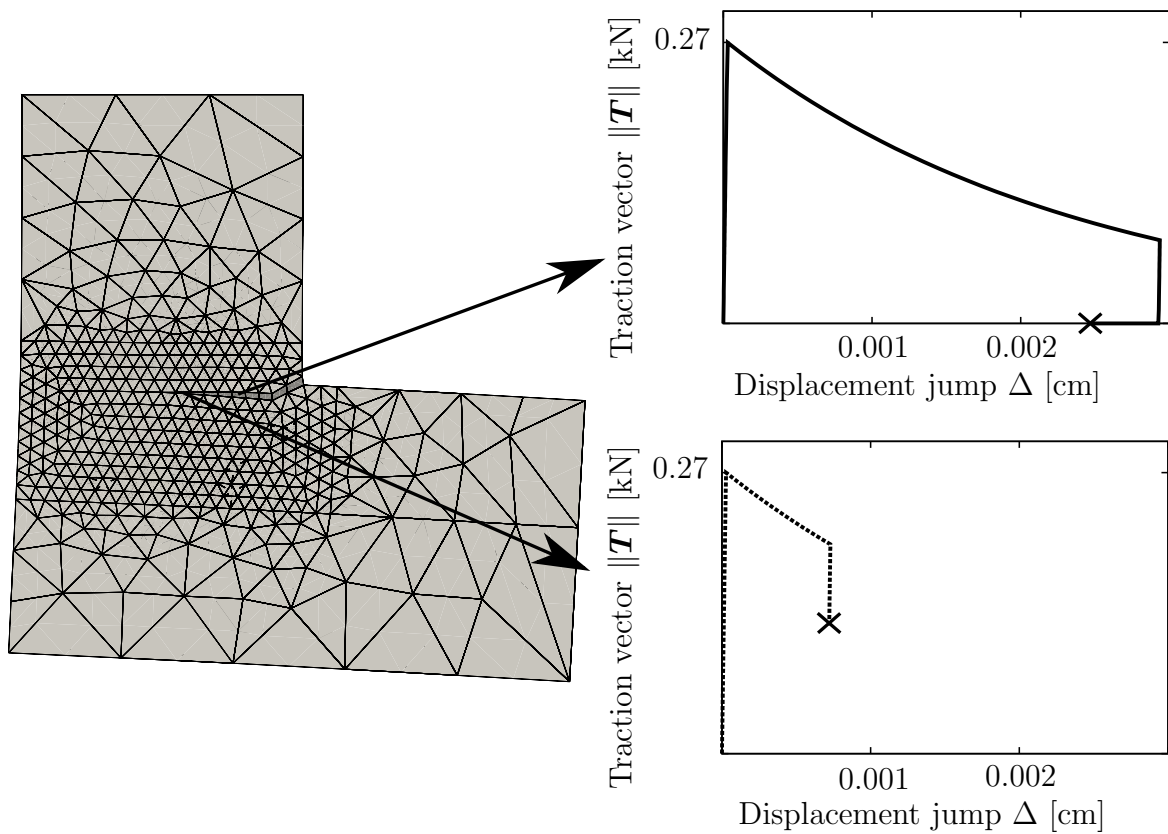 0.27
Traction vector ||T|| [kN]
0.001
0.002
Displacement jump Δ [cm]
0.27
Traction vector ||T|| [kN]
0.001
0.002
Displacement jump Δ [cm]